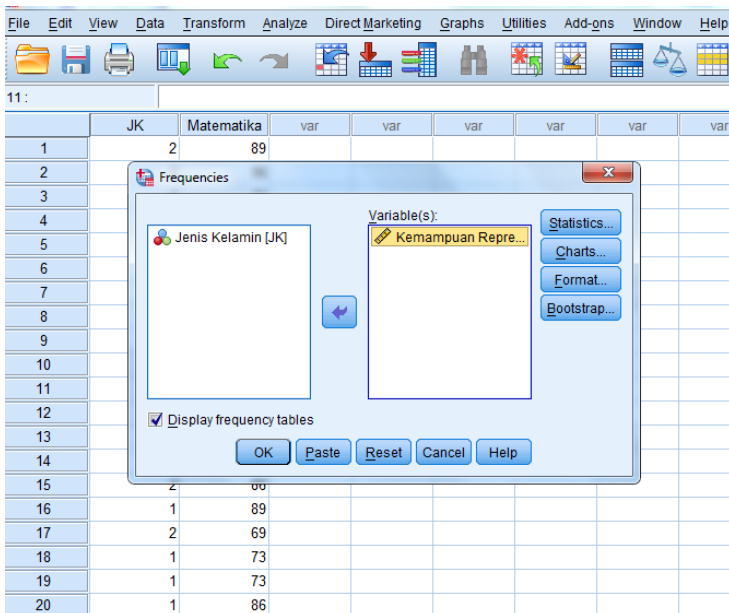 File Edit View Data Transform Analyze Direct Marketing Graphs Utilities Add-ons Window Help
11 :
JK Matematika var var var var var var
1 2 89
2
3
4
5
6
7
8
9
10
11
12
13
14
15 2
16 1 89
17 2 69
18 1 73
19 1 73
20 1 86
Frequencies
Variable(s):
Jenis Kelamin [JK]
Kemampuan Repre...
Statistics...
Charts...
Format...
Bootstrap...
Display frequency tables
OK Paste Reset Cancel Help